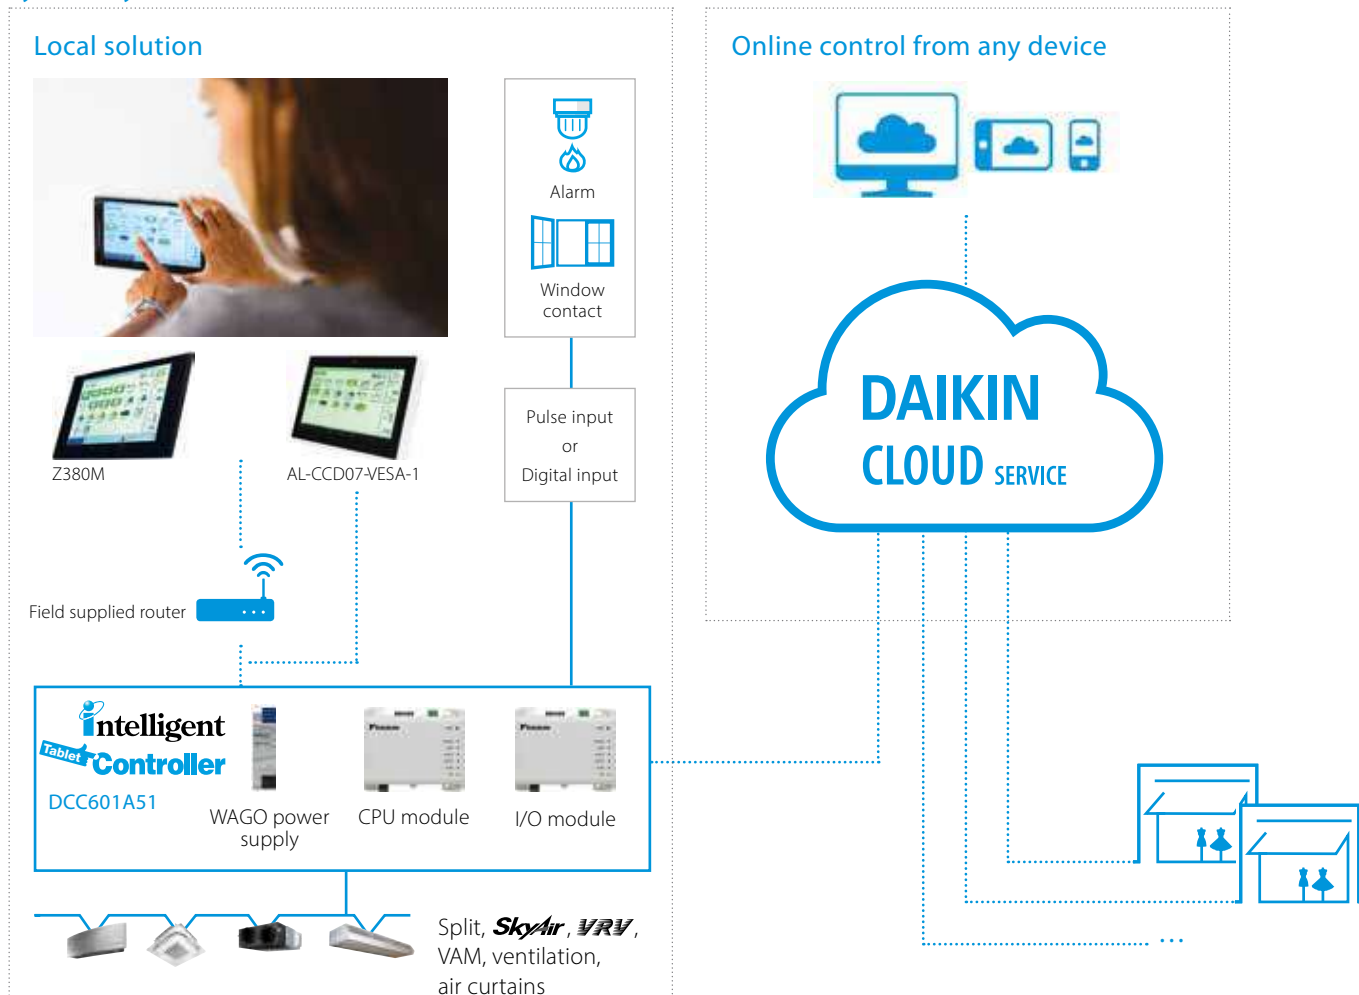 Local solution
Alarm
Window
contact
Z380M
AL-CCD07-VESA-1
Pulse input
or
Digital input
Field supplied router
intelligent
Tablet Controller
DCC601A51
WAGO power
supply
CPU module
I/O module
Split, SkyAir, VRV,
VAM, ventilation,
air curtains
Online control from any device
DAIKIN
CLOUD SERVICE
...